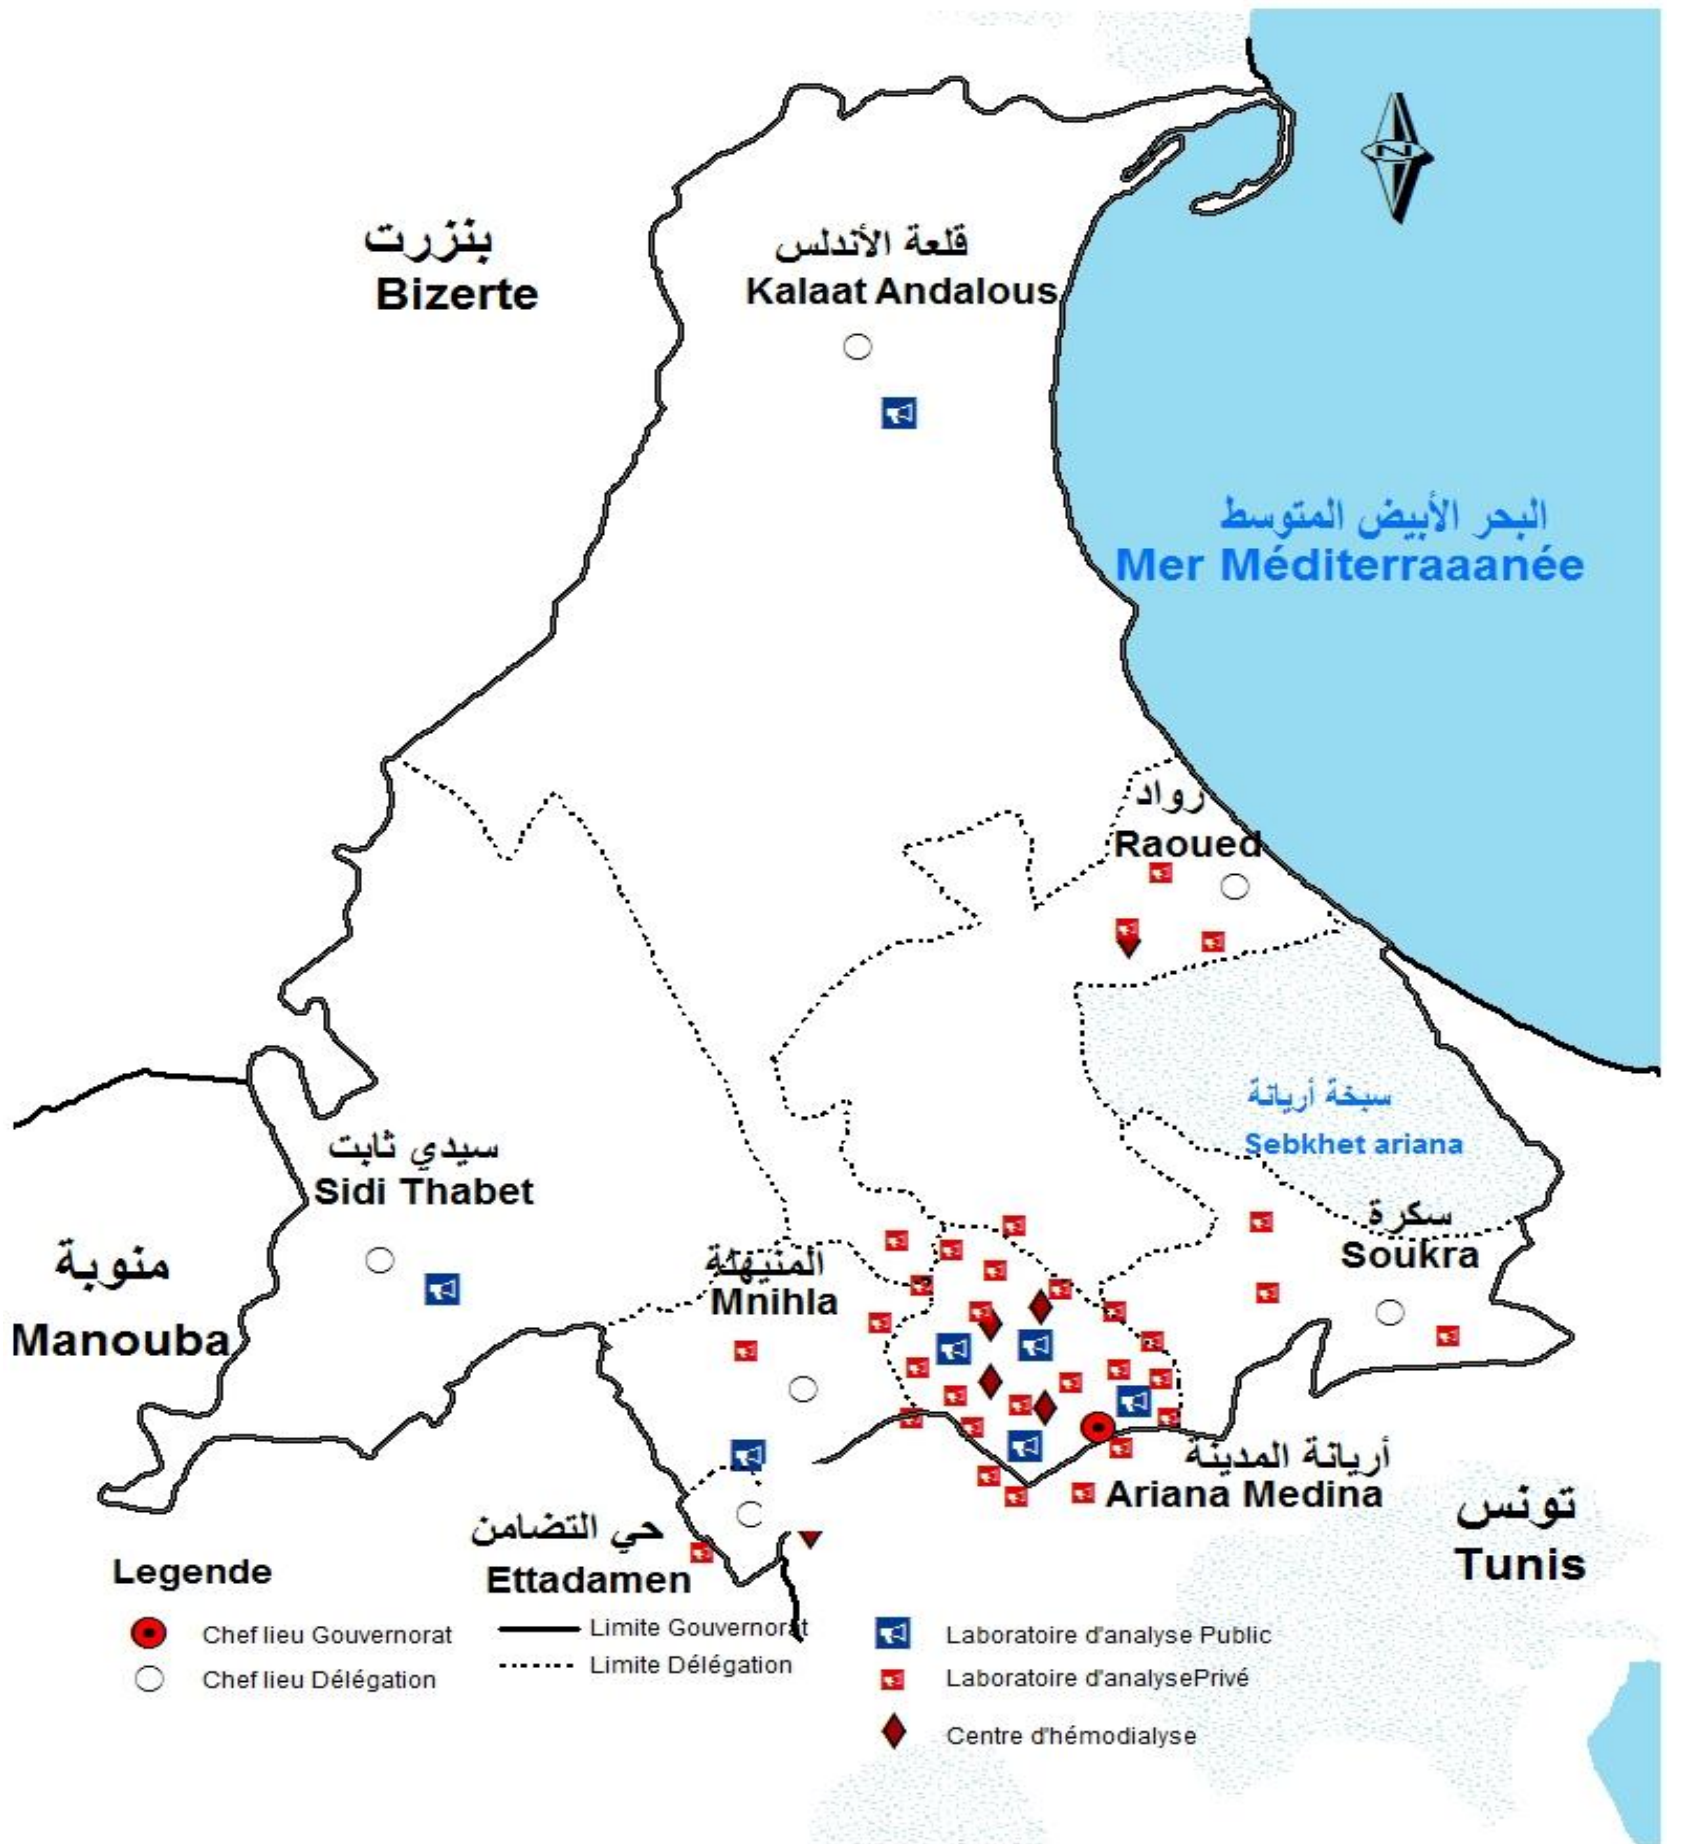 بنزرت
Bizerte
قلعة الأندلس
Kalaat Andalous
N
البحر الأبيض المتوسط
Mer Méditerraaanée
رواد
Raoued
سبخة أريانة
Sebkhet ariana
سيدي ثابت
Sidi Thabet
سكرة
Soukra
منوبة
Manouba
المنيهلة
Mnihla
أريانة المدينة
Ariana Medina
تونس
Tunis
حي التضامن
Ettadamen
Legende
Chef lieu Gouvernorat
Chef lieu Délégation
Limite Gouvernorat
Limite Délégation
Laboratoire d'analyse Public
Laboratoire d'analysePrivé
Centre d'hémodialyse